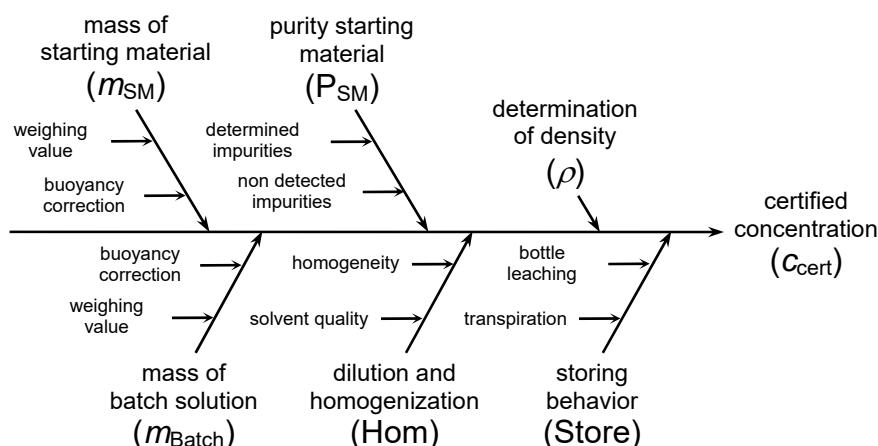 mass of
starting material
(mSM)
purity starting
material
(PSM)
determination
of density
(ρ)
weighing
value
buoyancy
correction
determined
impurities
non detected
impurities
certified
concentration
(ccert)
buoyancy
correction
weighing
value
homogeneity
solvent quality
bottle
leaching
transpiration
mass of
batch solution
(mBatch)
dilution and
homogenization
(Hom)
storing
behavior
(Store)